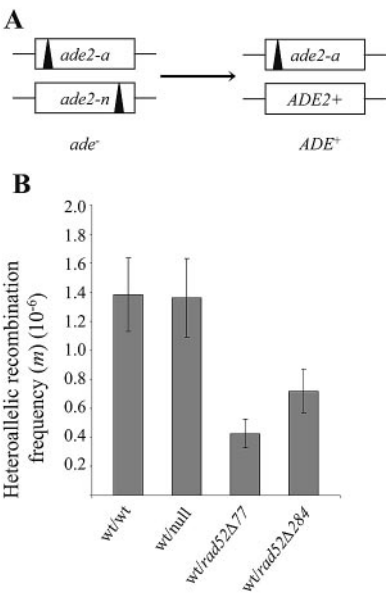 A
ade2-a
ade2-a
ade2-n
ADE2+
ade-
ADE+
B
Heteroallelic recombination
frequency (m) (10-6)
2.0
1.8
1.6
1.4
1.2
1.0
0.8
0.6
0.4
0.2
wt/wt
wt/null
wt/rad52Δ77
wt/rad52Δ284